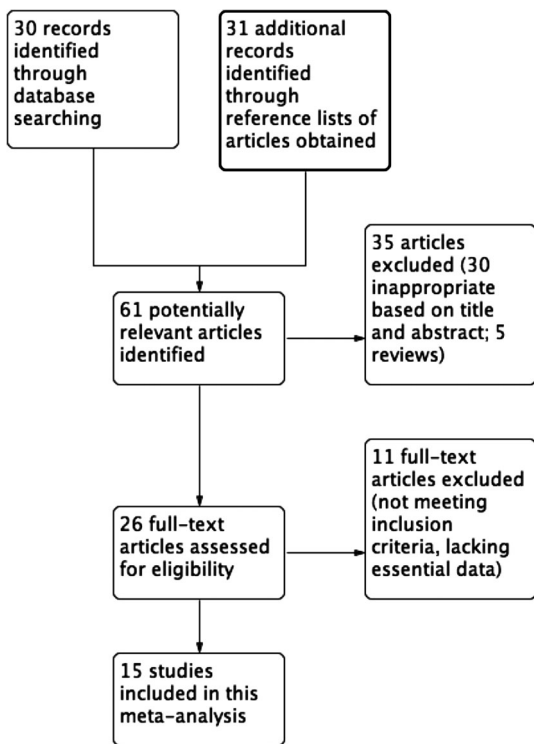 30 records
identified
through
database
searching
31 additional
records
identified
through
reference lists of
articles obtained
35 articles
excluded (30
inappropriate
based on title
and abstract; 5
reviews)
61 potentially
relevant articles
identified
11 full-text
articles excluded
(not meeting
inclusion
criteria, lacking
essential data)
26 full-text
articles assessed
for eligibility
15 studies
included in this
meta-analysis